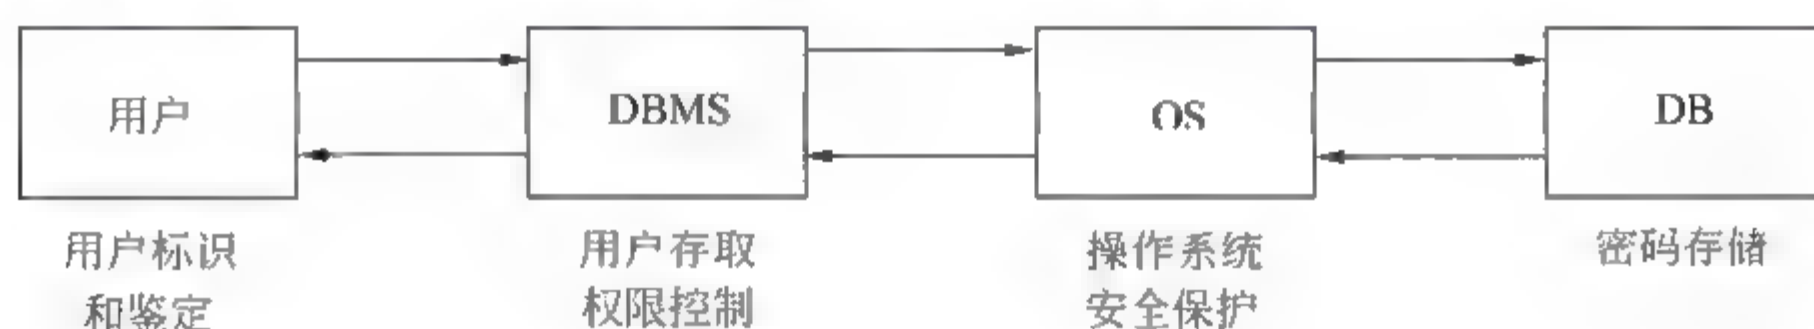 用户
DBMS
OS
DB
用户标识
和鉴定
用户存取
权限控制
操作系统
安全保护
密码存储